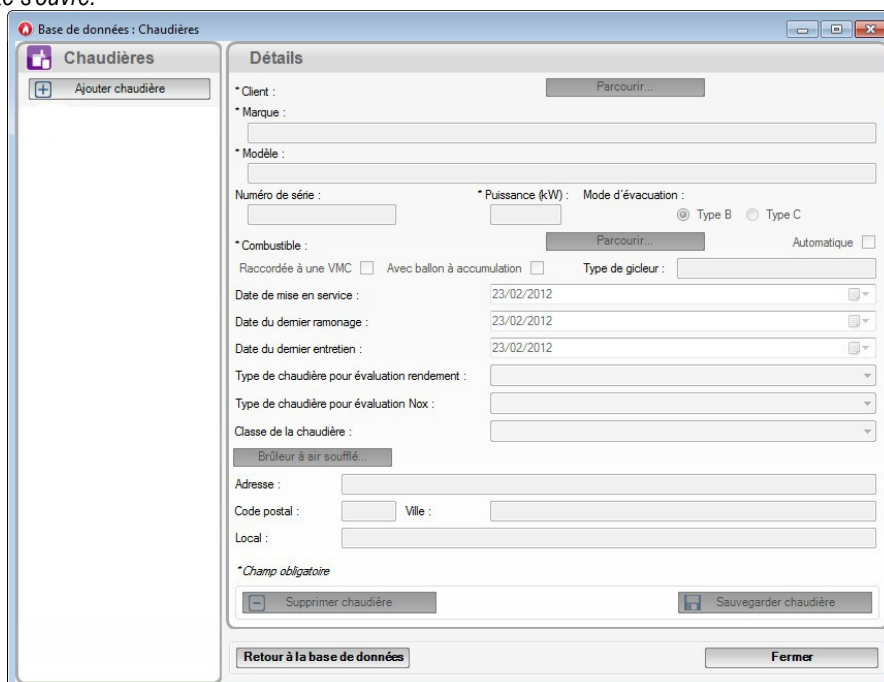 s'ouvre.
Base de données : Chaudières
Chaudières
Ajouter chaudière
Détails
* Client :
Parcourir...
* Marque :
* Modèle :
Numéro de série :
* Puissance (kW) :
Mode d'évacuation :
Type B
Type C
* Combustible :
Parcourir...
Automatique
Raccordée à une VMC
Avec ballon à accumulation
Type de gicleur :
Date de mise en service :
23/02/2012
Date du dernier ramonage :
23/02/2012
Date du dernier entretien :
23/02/2012
Type de chaudière pour évaluation rendement :
Type de chaudière pour évaluation Nox :
Classe de la chaudière :
Brûleur à air soufflé...
Adresse :
Code postal :
Ville :
Local :
*Champ obligatoire
Supprimer chaudière
Sauvegarder chaudière
Retour à la base de données
Fermer